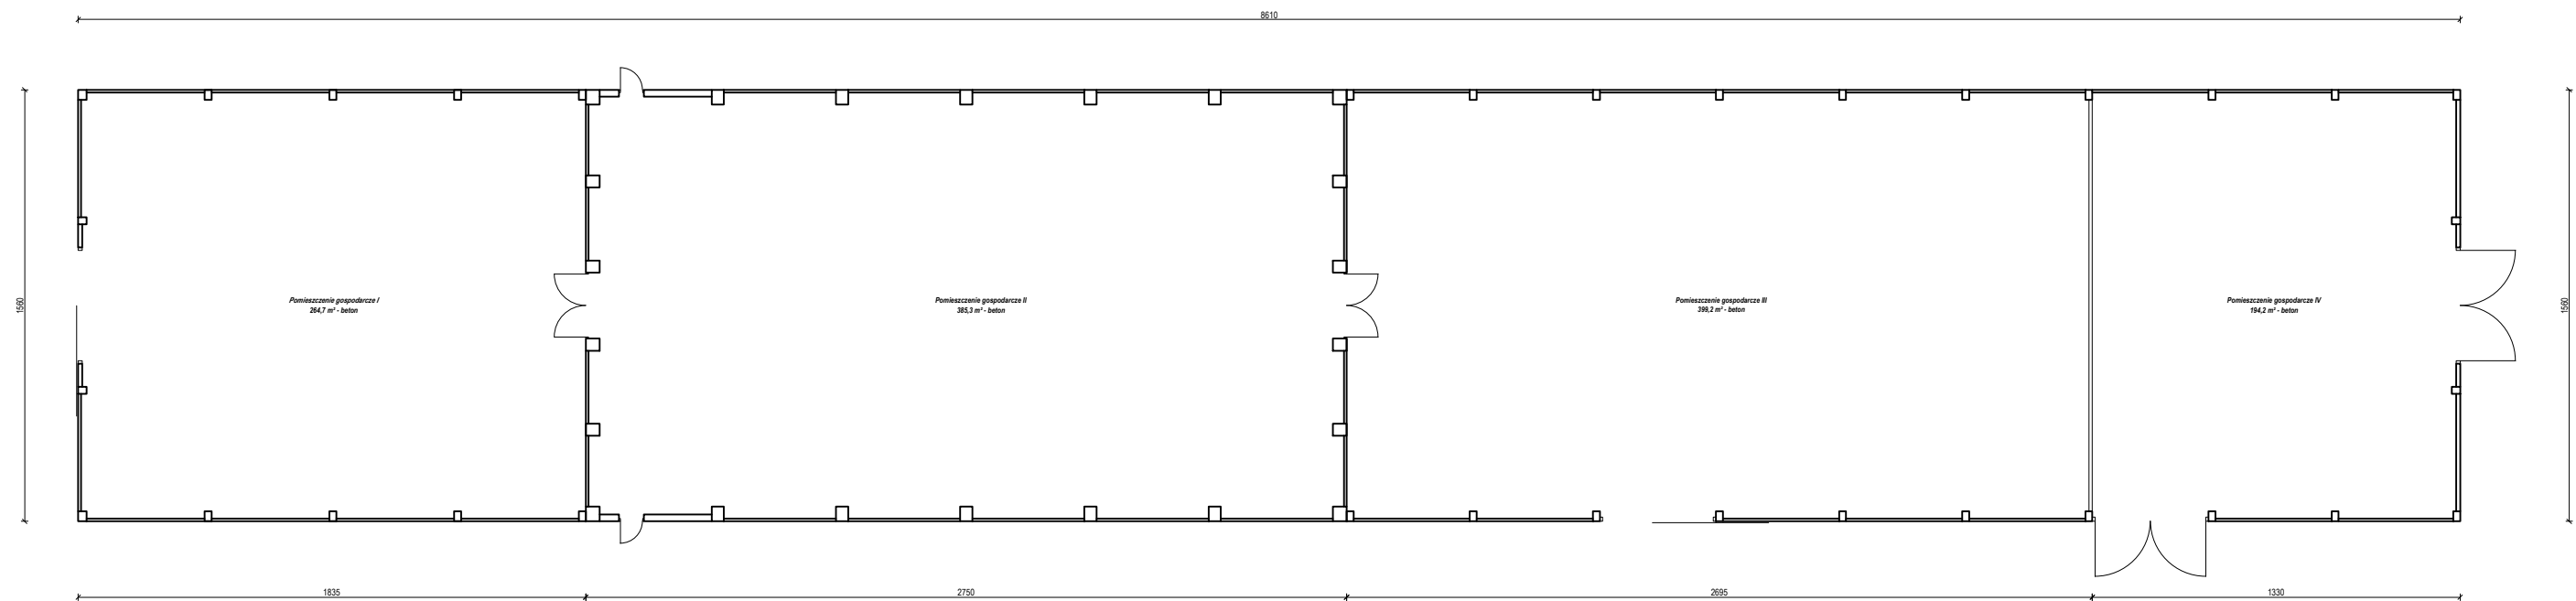 8610
1560
Pomieszczenie gospodarcze I
264,7 m² - beton
Pomieszczenie gospodarcze II
385,3 m² - beton
Pomieszczenie gospodarcze III
399,2 m² - beton
Pomieszczenie gospodarcze IV
194,2 m² - beton
1560
1835
2750
2695
1330